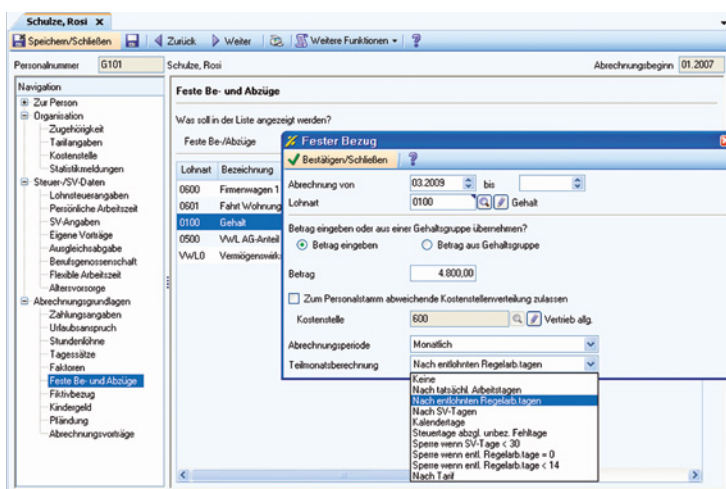 Schulze, Rosi x
Speichern/Schließen Zurück Weiter Weitere Funktionen ?
Personalnummer G101 Schulze, Rosi Abrechnungsbeginn 01.2007
Navigation
Zur Person
Organisation
Zugehörigkeit
Tarifangaben
Kostenstelle
Statistikmeldungen
Steuer-/SV-Daten
Lohnsteuerangaben
Persönliche Arbeitszeit
SV-Angaben
Eigene Vorträge
Ausgleichsabgabe
Berufsgenossenschaft
Flexible Arbeitszeit
Altersvorsorge
Abrechnungsgrundlagen
Zahlungsangaben
Urlaubsanspruch
Stundenlöhne
Tagessätze
Faktoren
Feste Be- und Abzüge
Fiktivbezug
Kindergeld
Pfändung
Abrechnungsvorträge
Feste Be- und Abzüge
Was soll in der Liste angezeigt werden?
Feste Be-/Abzüge
Lohnart Bezeichnung
0600 Firmenwagen 1
0601 Fahrt Wohnung
0100 Gehalt
0500 VWL AG-Anteil
VWL0
Fester Bezug
Bestätigen/Schließen ?
Abrechnung von 03.2009 bis
Lohnart 0100 Gehalt
Betrag eingeben oder aus einer Gehaltsgruppe übernehmen?
Betrag eingeben Betrag aus Gehaltsgruppe
Betrag 4.800,00
Zum Personalstamm abweichende Kostenstellenverteilung zulassen
Kostenstelle 600 Vertrieb allg.
Abrechnungsperiode Monatlich
Teilmonatsberechnung Nach entlohnten Regelarb.tagen
Keine
Nach tatsächl. Arbeitstagen
Nach entlohnten Regelarb.tagen
Nach SV-Tagen
Kalendertage
Steuertage abzgl. unbez. Fehltage
Sperre wenn SV-Tage < 30
Sperre wenn entl. Regelarb.tage = 0
Sperre wenn entl. Regelarb.tage < 14
Nach Tarif